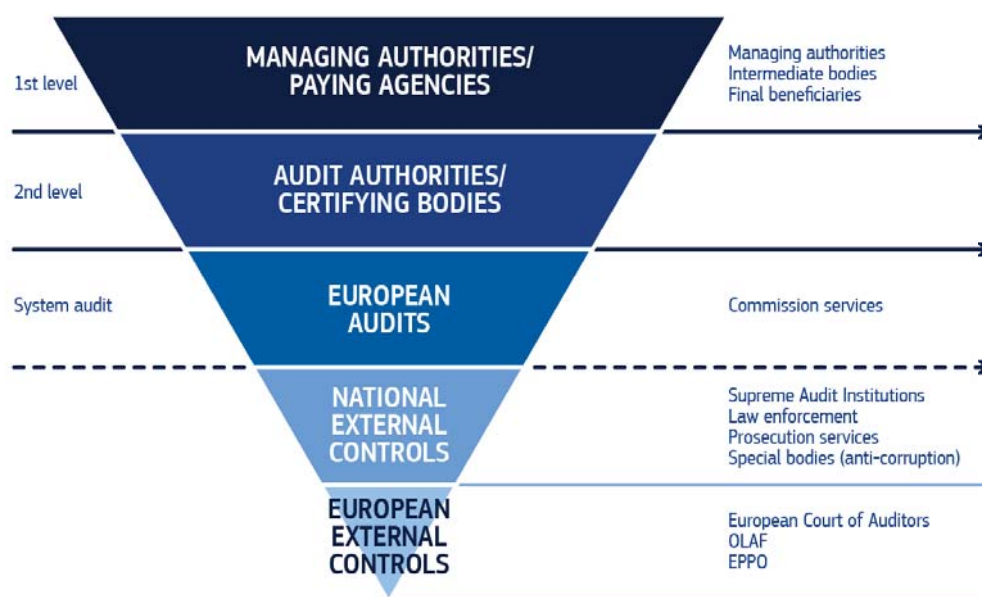 1st level
MANAGING AUTHORITIES/
PAYING AGENCIES
Managing authorities
Intermediate bodies
Final beneficiaries
2nd level
AUDIT AUTHORITIES/
CERTIFYING BODIES
System audit
EUROPEAN
AUDITS
Commission services
NATIONAL
EXTERNAL
CONTROLS
Supreme Audit Institutions
Law enforcement
Prosecution services
Special bodies (anti-corruption)
EUROPEAN
EXTERNAL
CONTROLS
European Court of Auditors
OLAF
EPPO